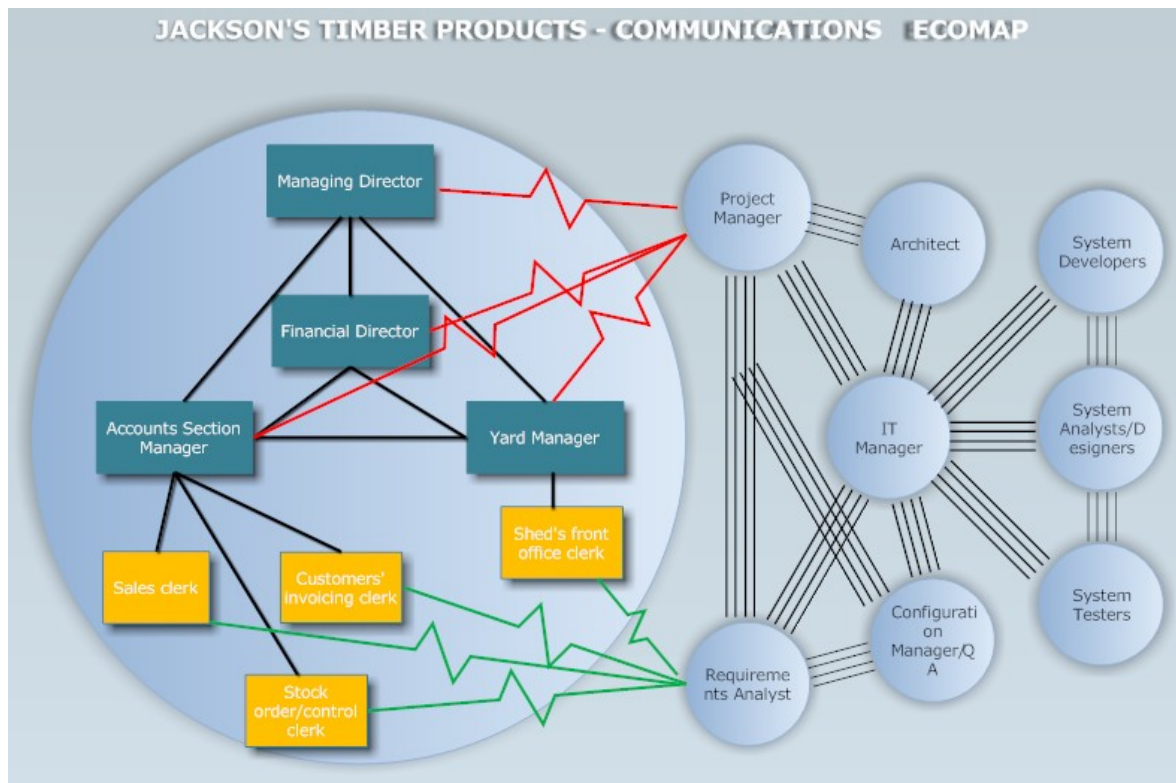 JACKSON'S TIMBER PRODUCTS - COMMUNICATIONS ECOMAP
Managing Director
Financial Director
Accounts Section
Manager
Yard Manager
Shed's front
office clerk
Sales clerk
Customers'
invoicing clerk
Stock
order/control
clerk
Project
Manager
Architect
System
Developers
IT
Manager
System
Analysts/D
esigners
System
Testers
Configurati
on
Manager/Q
A
Requireme
nts Analyst